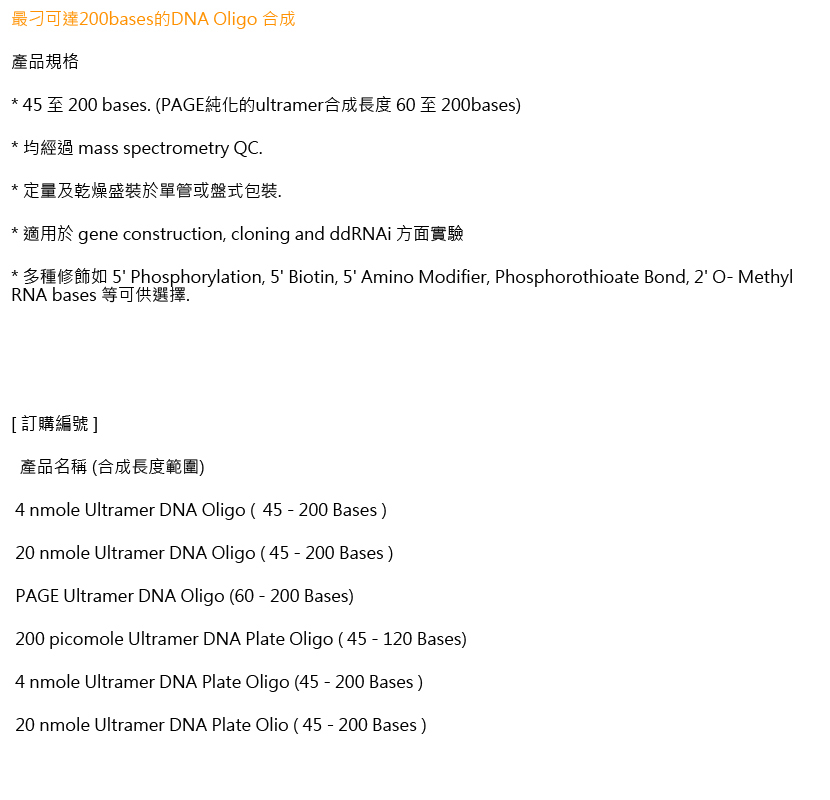 最刁可達200bases的DNA Oligo 合成
產品規格
* 45 至 200 bases. (PAGE純化的ultramer合成長度 60 至 200bases)
* 均經過 mass spectrometry QC.
* 定量及乾燥盛裝於單管或盤式包裝.
* 適用於 gene construction, cloning and ddRNAi 方面實驗
* 多種修飾如 5' Phosphorylation, 5' Biotin, 5' Amino Modifier, Phosphorothioate Bond, 2' O- Methyl
RNA bases 等可供選擇.
[ 訂購編號 ]
產品名稱 (合成長度範圍)
4 nmole Ultramer DNA Oligo ( 45 - 200 Bases )
20 nmole Ultramer DNA Oligo ( 45 - 200 Bases )
PAGE Ultramer DNA Oligo (60 - 200 Bases)
200 picomole Ultramer DNA Plate Oligo ( 45 - 120 Bases)
4 nmole Ultramer DNA Plate Oligo (45 - 200 Bases )
20 nmole Ultramer DNA Plate Olio ( 45 - 200 Bases )